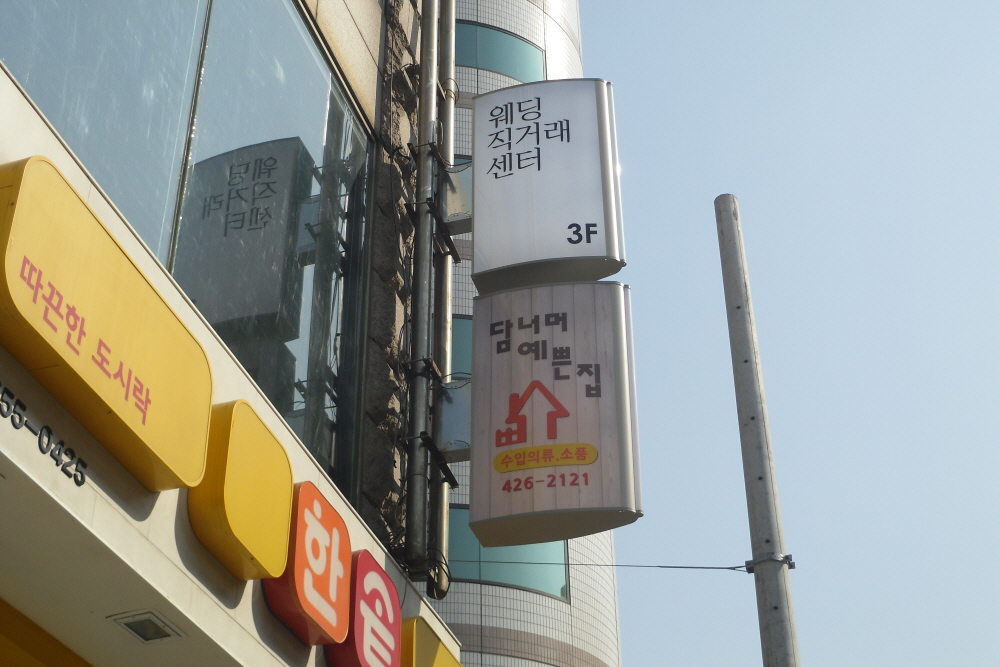 웨딩
직거래
센터
3F
담너머
예쁜집
수입의류.소품
426-2121
따끈한 도시락
55-0425
한솥